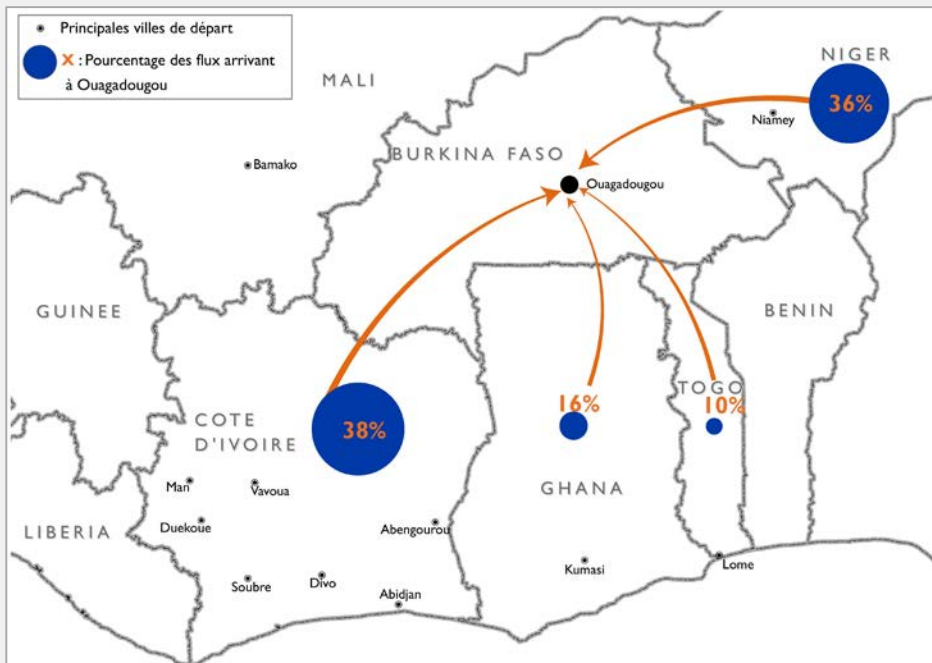 Principales villes de départ
x : Pourcentage des flux arrivant
à Ouagadougou
NIGER
MALI
36%
Niamey
BURKINA FASO
Bamako
Ouagadougou
GUINEE
BENIN
TOGO
16%
10%
COTE
D'IVOIRE
38%
GHANA
Man
Vavoua
LIBERIA
Duekoue
Abengourou
Kumasi
Lome
Soubre
Divo
Abidjan